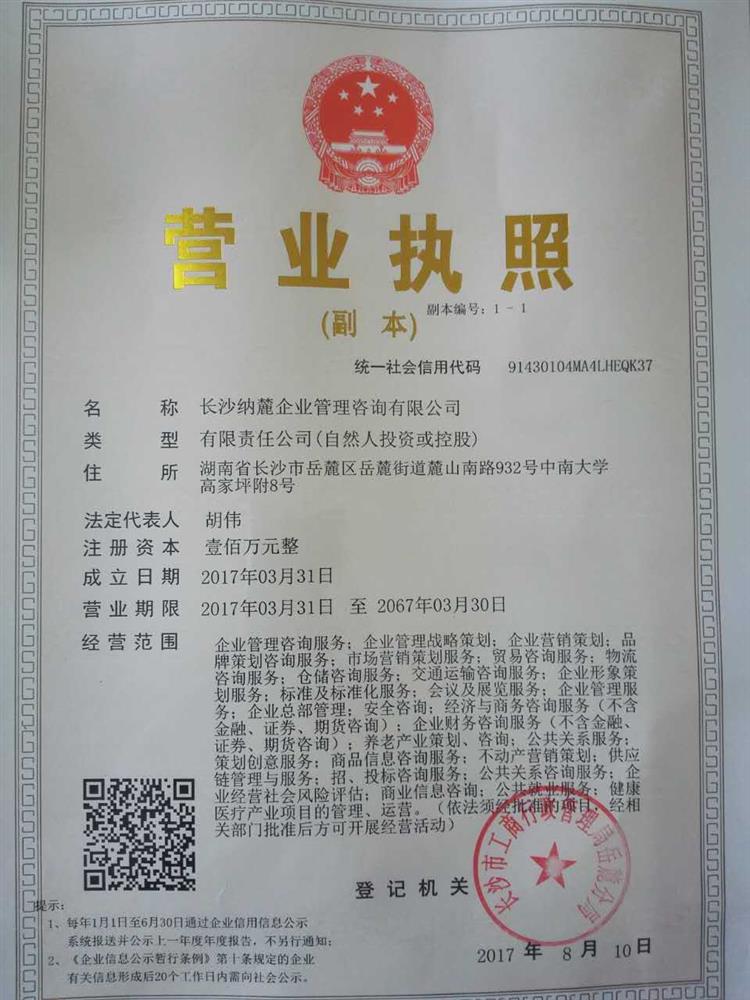 营业执照
(副 本)
副本编号：1－1
统一社会信用代码 91430104MA4LHEQK37
名 称 长沙纳麓企业管理咨询有限公司
类 型 有限责任公司(自然人投资或控股)
住 所 湖南省长沙市岳麓区岳麓街道麓山南路932号中南大学
高家坪附8号
法定代表人 胡伟
注册资本 壹佰万元整
成立日期 2017年03月31日
营业期限 2017年03月31日 至 2067年03月30日
经营范围 企业管理咨询服务；企业管理战略策划；企业营销策划；品
牌策划咨询服务；市场营销策划服务；贸易咨询服务；物流
咨询服务；仓储咨询服务；交通运输咨询服务；企业形象策
划服务；标准及标准化服务；会议及展览服务；企业管理服
务；企业总部管理；安全咨询；经济与商务咨询服务（不含
金融、证券、期货咨询）；企业财务咨询服务（不含金融、
证券、期货咨询）；养老产业策划、咨询；公共关系服务；
策划创意服务；商品信息咨询服务；不动产营销策划；供应
链管理与服务；招、投标咨询服务；公共关系咨询服务；企
业经营社会风险评估；商业信息咨询；公共就业服务；健康
医疗产业项目的管理、运营。（依法须经批准的项目，经相
关部门批准后方可开展经营活动）
长沙市工商行政管理局岳麓分局
登记机关
2017 年 8 月 10 日
提示：
1、每年1月1日至6月30日通过企业信用信息公示
系统报送并公示上一年度年度报告，不另行通知；
2、《企业信息公示暂行条例》第十条规定的企业
有关信息形成后20个工作日内需向社会公示。